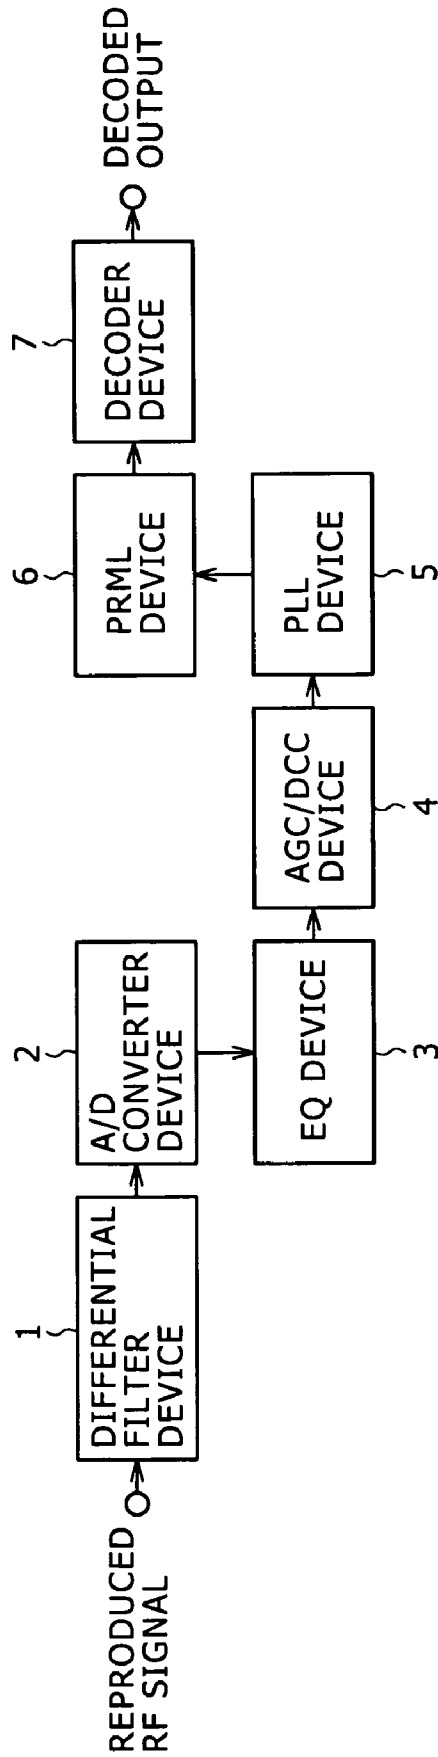 REPRODUCED
RF SIGNAL
1
DIFFERENTIAL
FILTER
DEVICE
2
A/D
CONVERTER
DEVICE
EQ DEVICE
3
AGC/DCC
DEVICE
4
PLL
DEVICE
5
6
PRML
DEVICE
7
DECODER
DEVICE
DECODED
OUTPUT